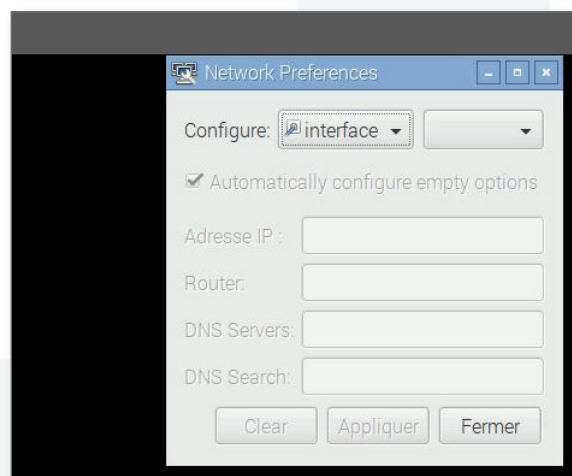 Network Preferences
Configure: interface
Automatically configure empty options
Adresse IP :
Router:
DNS Servers:
DNS Search:
Clear Appliquer Fermer